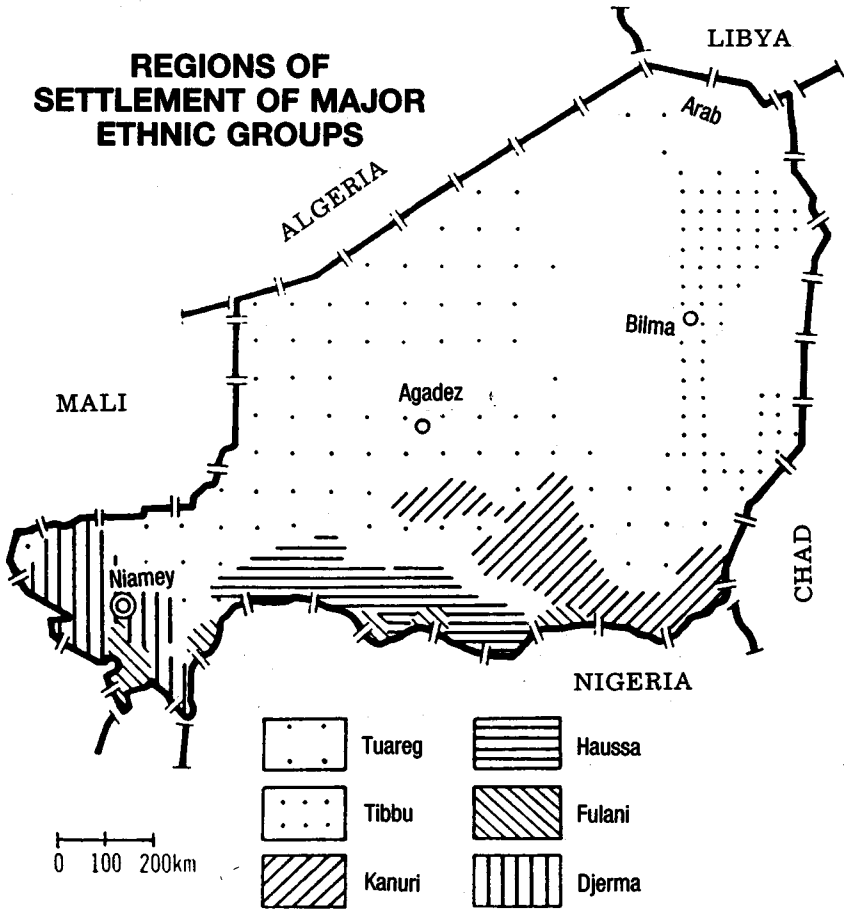 REGIONS OF
SETTLEMENT OF MAJOR
ETHNIC GROUPS
LIBYA
Arab
ALGERIA
Bilma
MALI
Agadez
Niamey
CHAD
NIGERIA
Tuareg
Haussa
Tibbu
Fulani
Kanuri
Djerma
0 100 200km